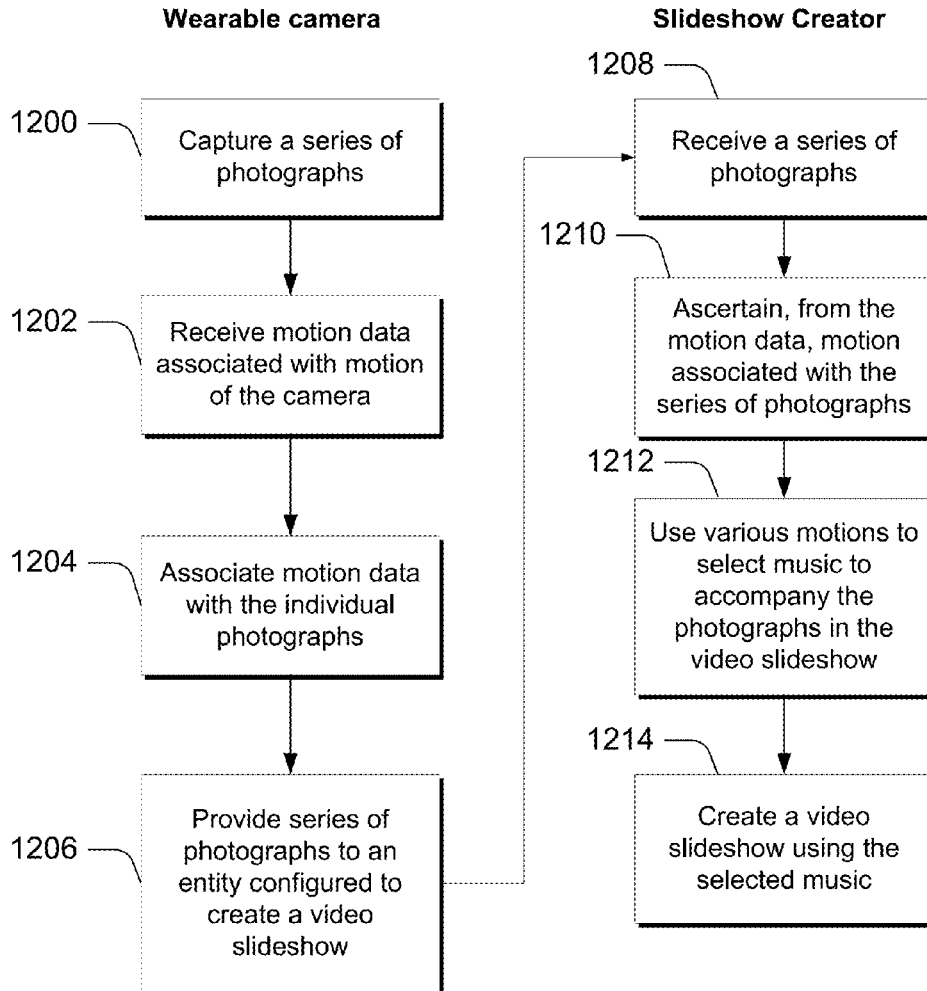 Wearable camera
1200
Capture a series of
photographs
1202
Receive motion data
associated with motion
of the camera
1204
Associate motion data
with the individual
photographs
1206
Provide series of
photographs to an
entity configured to
create a video
slideshow
Slideshow Creator
1208
Receive a series of
photographs
1210
Ascertain, from the
motion data, motion
associated with the
series of photographs
1212
Use various motions to
select music to
accompany the
photographs in the
video slideshow
1214
Create a video
slideshow using the
selected music